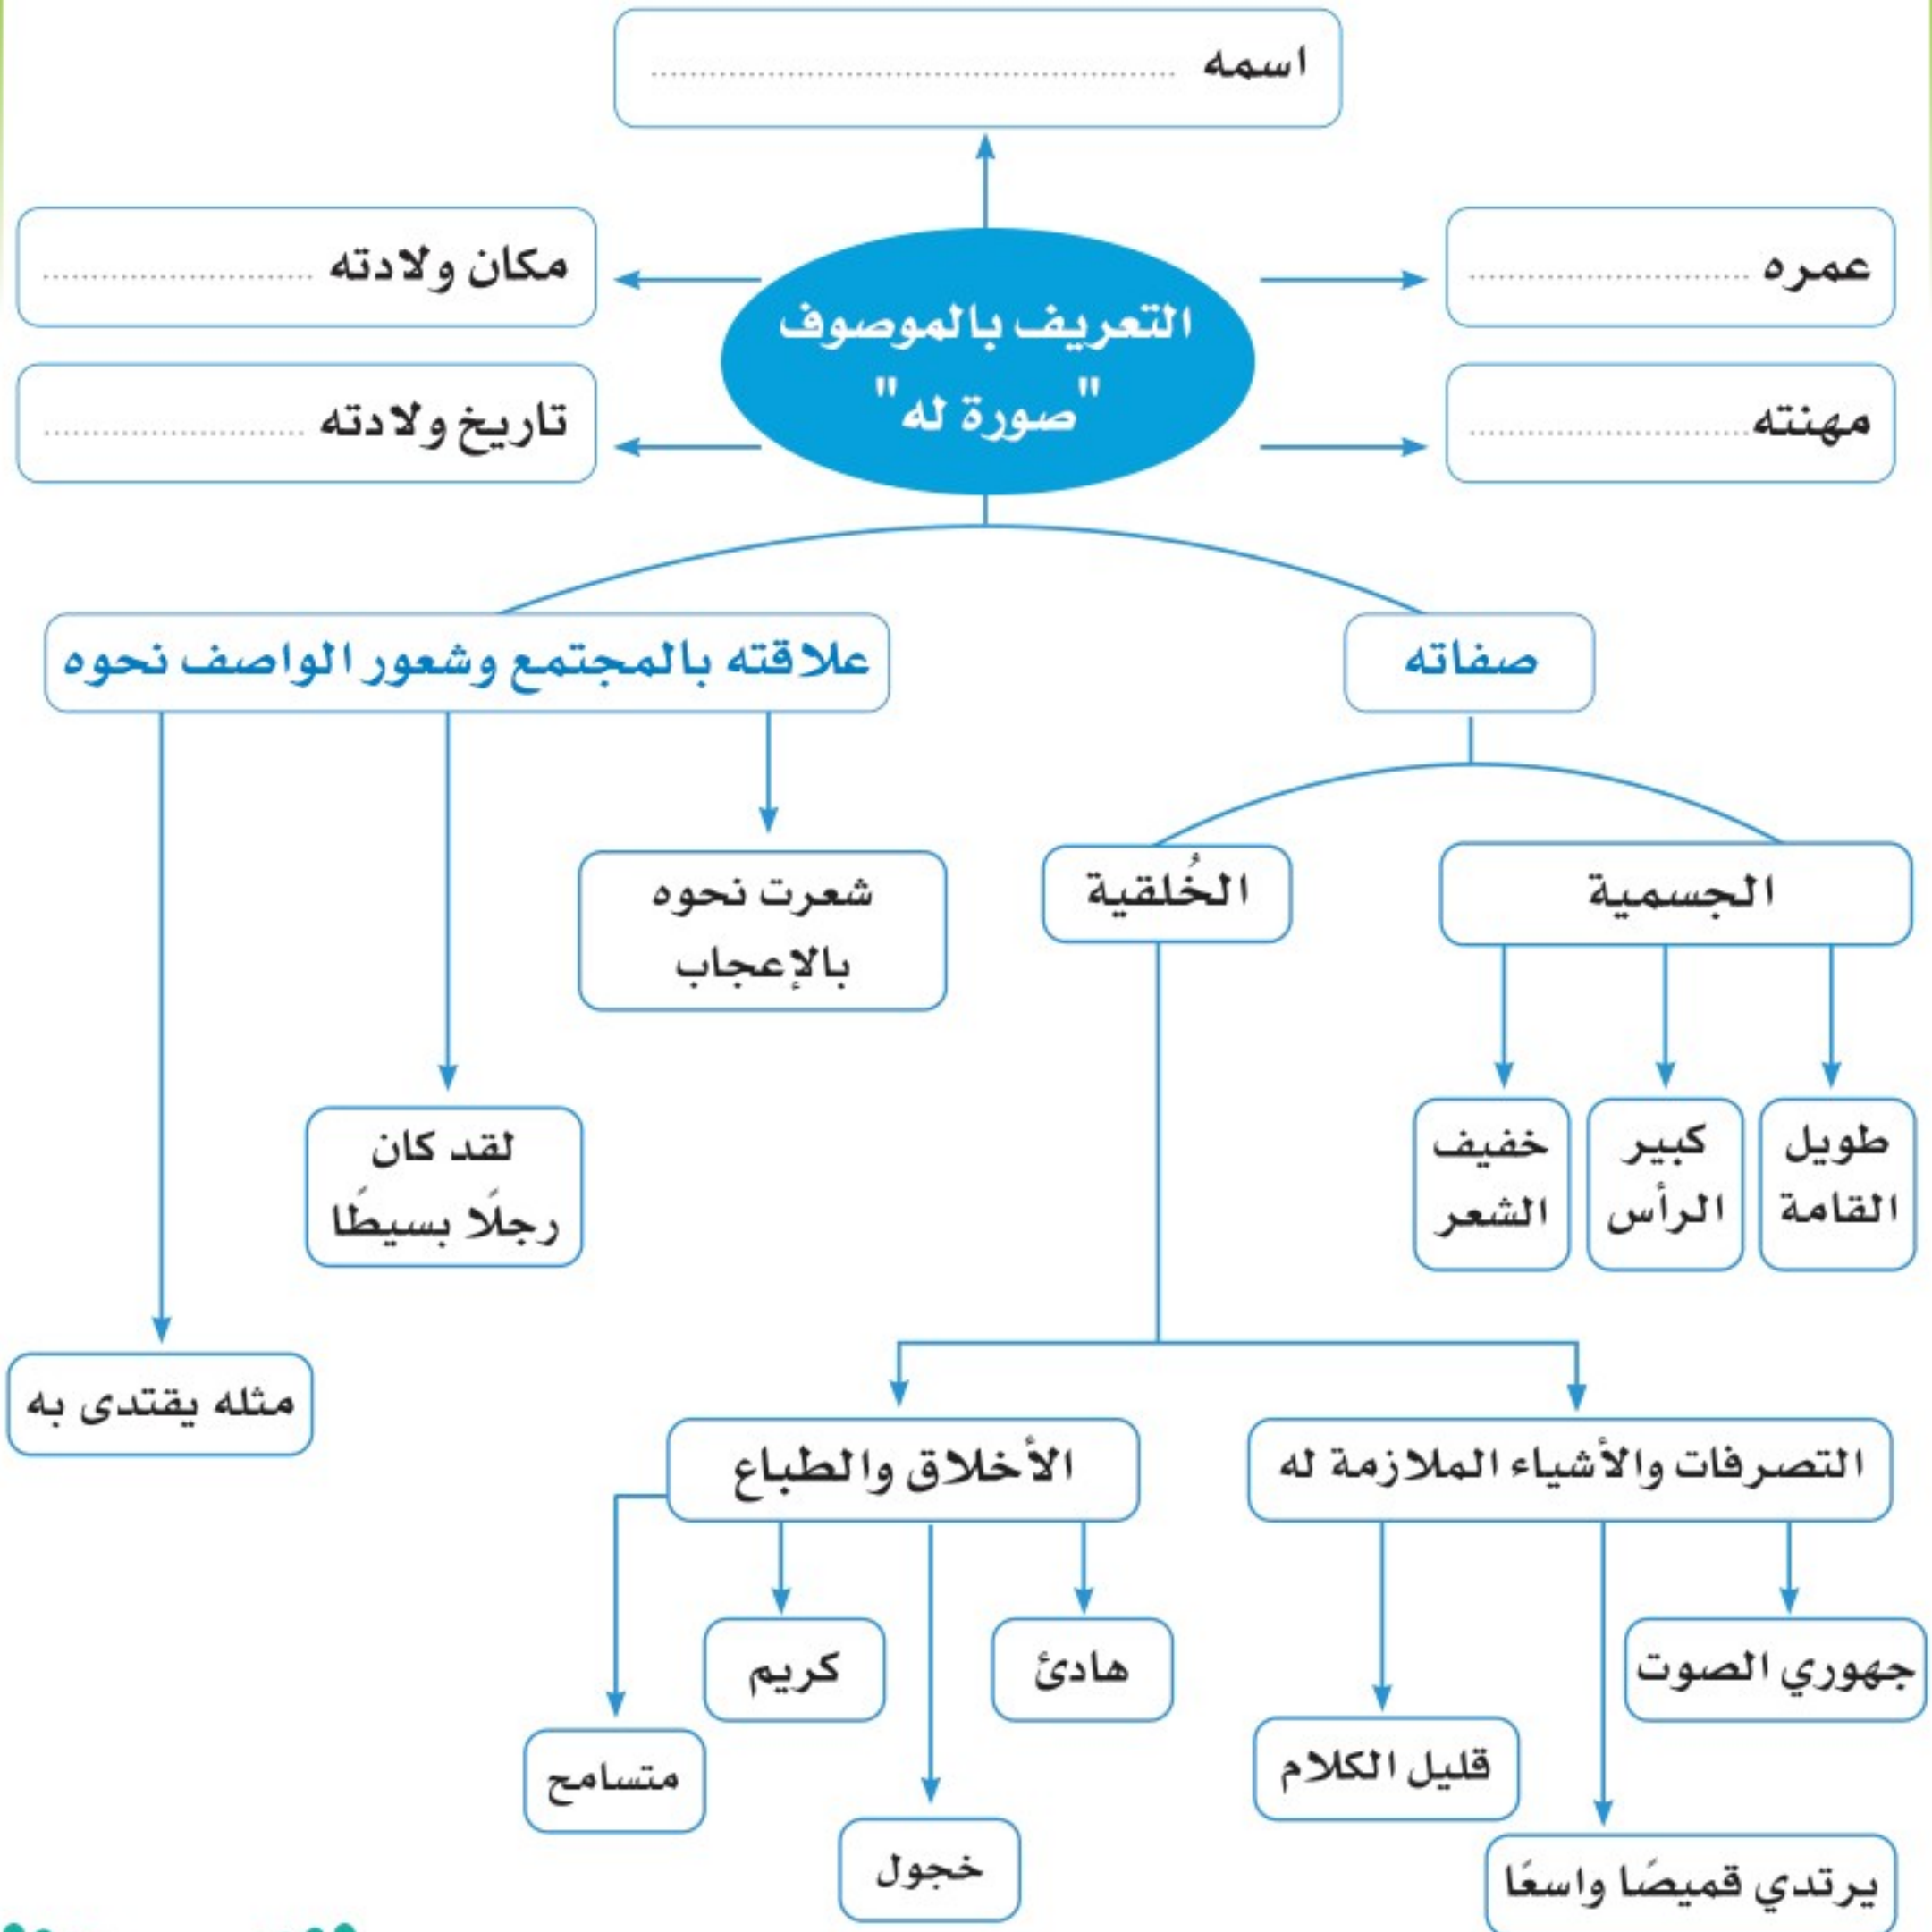 اسمه ......................................................
عمره .............................
مكان ولادته ............................
التعريف بالموصوف
"صورة له"
مهنته.............................
تاريخ ولادته ...........................
صفاته
علاقته بالمجتمع وشعور الواصف نحوه
الجسمية
الخُلقية
شعرت نحوه
بالإعجاب
طويل
القامة
كبير
الرأس
خفيف
الشعر
لقد كان
رجلًا بسيطًا
مثله يقتدى به
التصرفات والأشياء الملازمة له
الأخلاق والطباع
جهوري الصوت
يرتدي قميصًا واسعًا
قليل الكلام
هادئ
خجول
كريم
متسامح